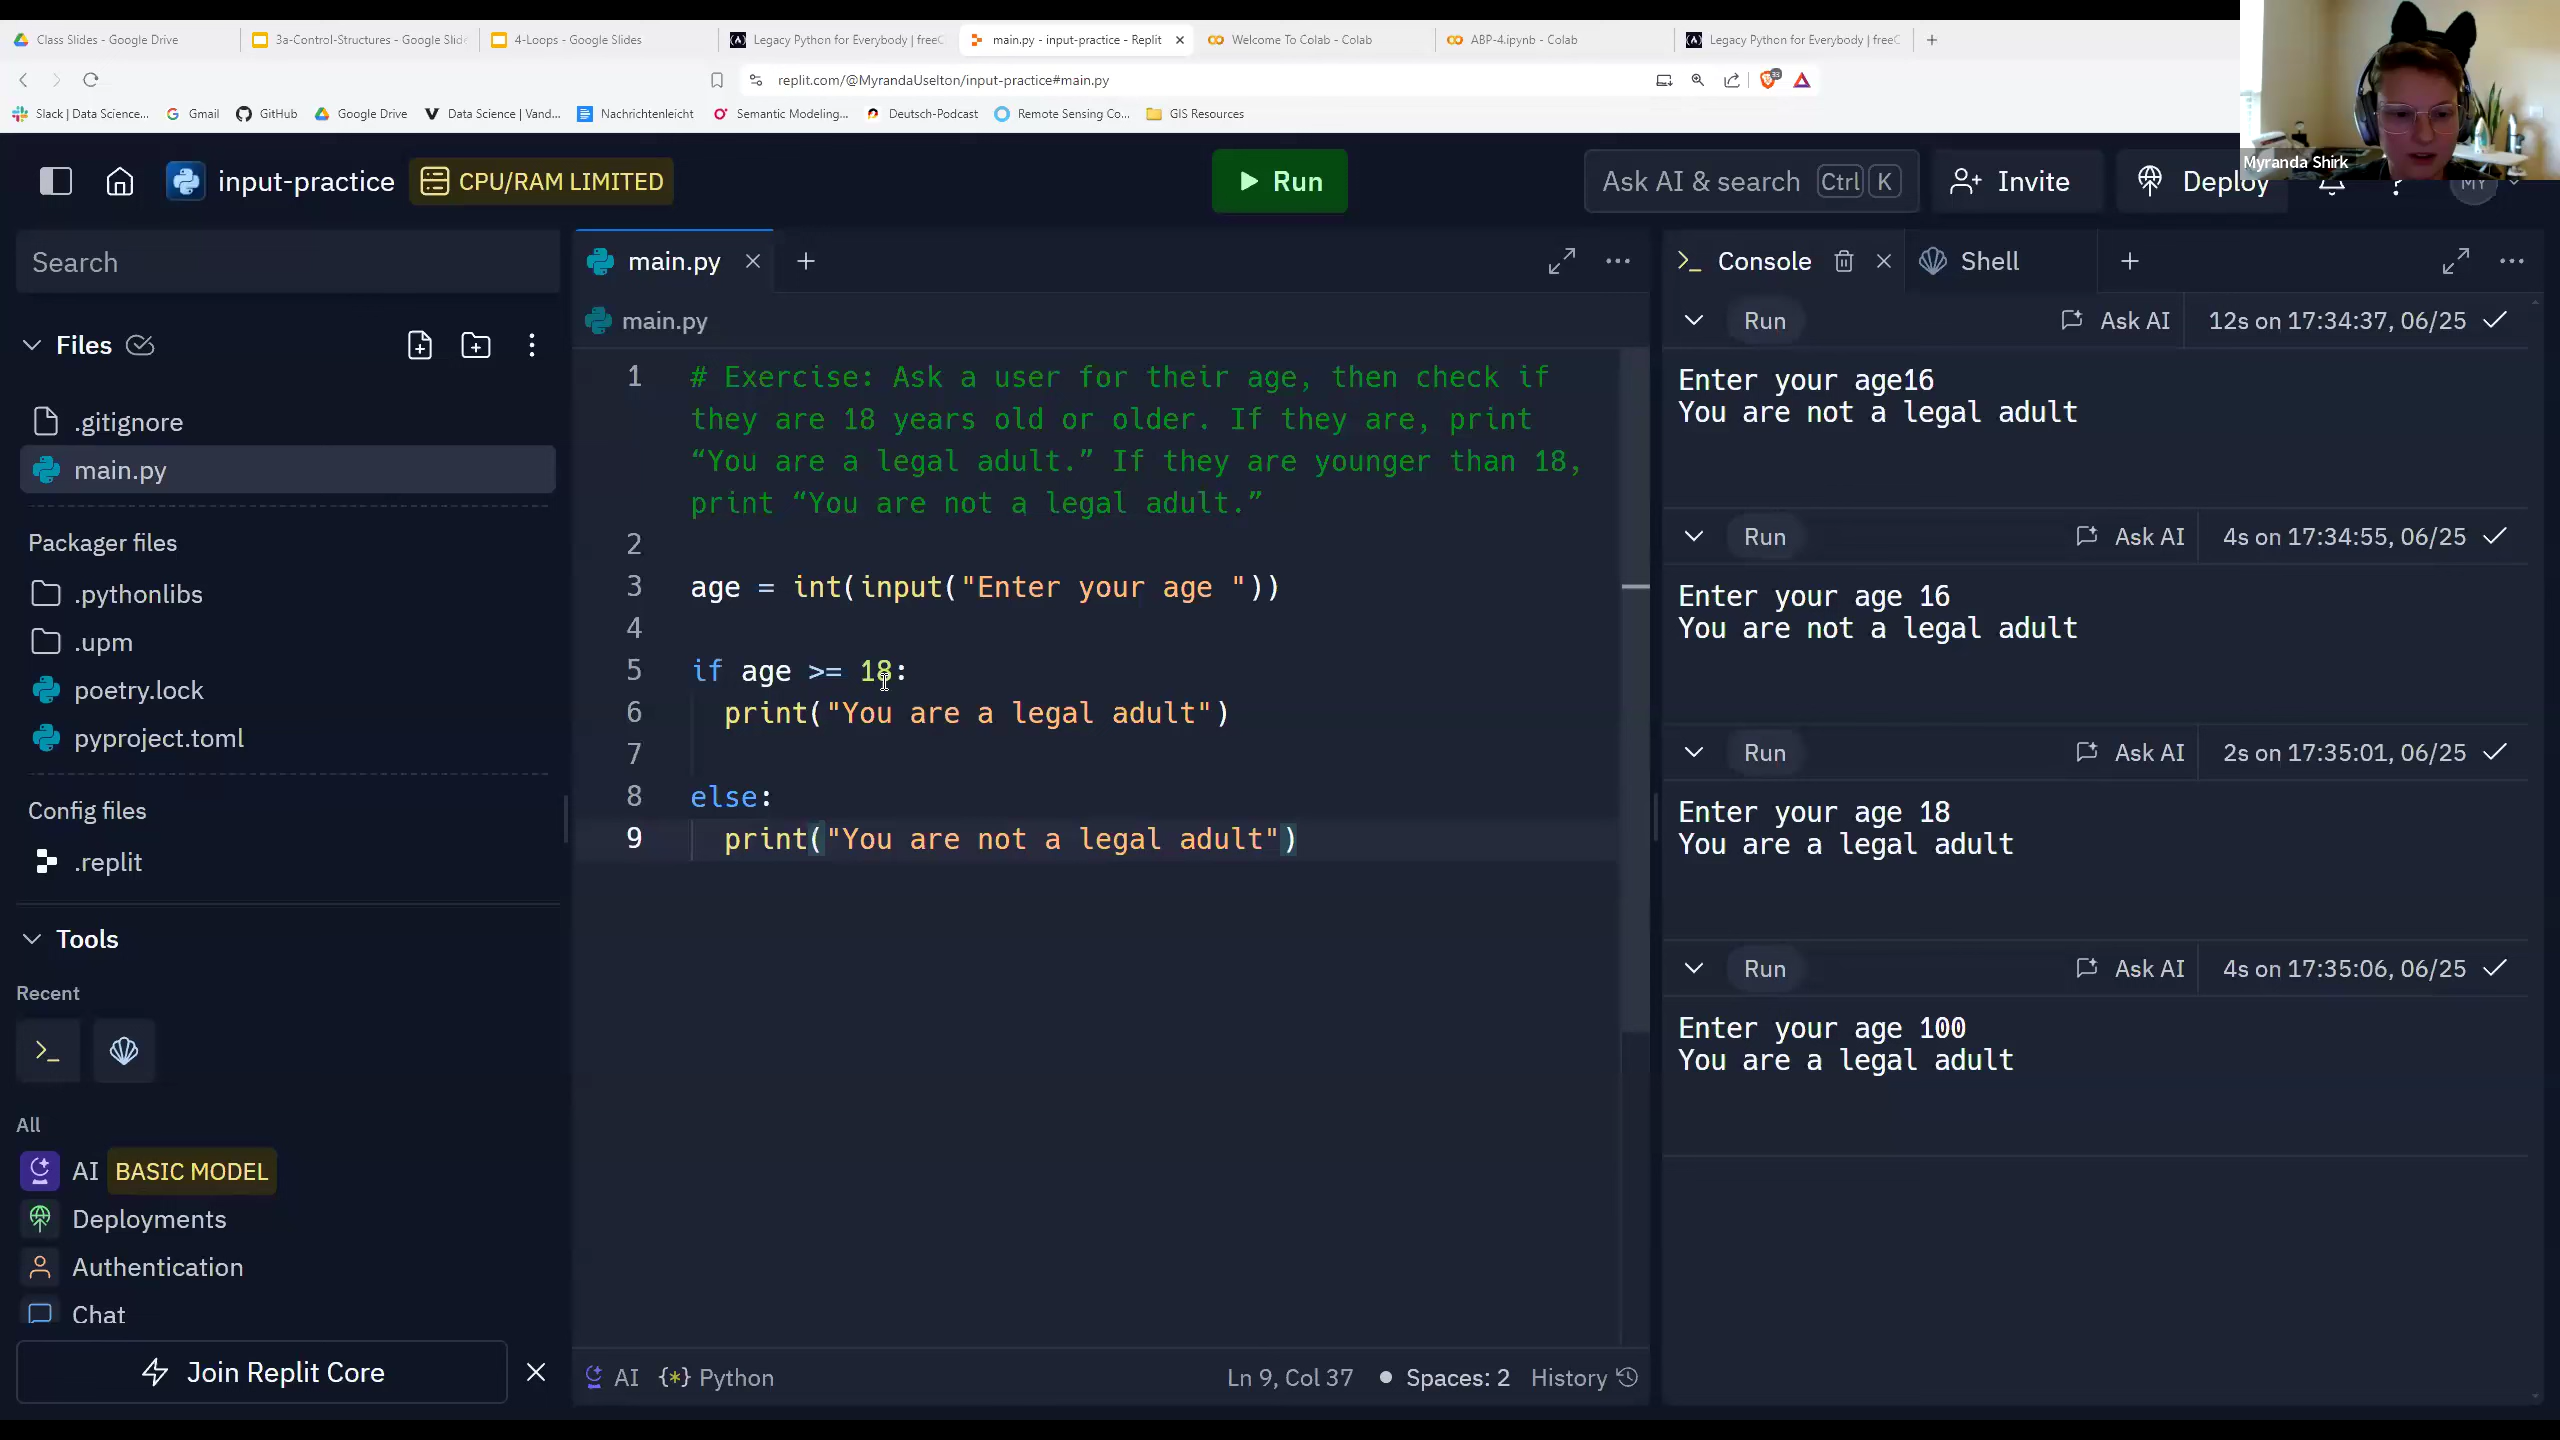 Class Slides - Google Drive
3a-Control-Structures - Google Slide
4-Loops - Google Slides
Legacy Python for Everybody | freeC
main.py - input-practice - Replit
Welcome To Colab - Colab
ABP-4.ipynb - Colab
Legacy Python for Everybody | freeC
replit.com/@MyrandaUselton/input-practice#main.py
Slack | Data Science...
Gmail
GitHub
Google Drive
Data Science | Vand...
Nachrichtenleicht
Semantic Modeling...
Deutsch-Podcast
Remote Sensing Co...
GIS Resources
Myranda Shirk
input-practice
CPU/RAM LIMITED
Run
Ask AI & search Ctrl K
Invite
Deploy
MY
Search
Files
.gitignore
main.py
Packager files
.pythonlibs
.upm
poetry.lock
pyproject.toml
Config files
.replit
Tools
Recent
All
AI BASIC MODEL
Deployments
Authentication
Chat
Join Replit Core
main.py
main.py
1 # Exercise: Ask a user for their age, then check if
they are 18 years old or older. If they are, print
“You are a legal adult.” If they are younger than 18,
print “You are not a legal adult.”
2
3 age = int(input("Enter your age "))
4
5 if age >= 18:
6 print("You are a legal adult")
7
8 else:
9 print("You are not a legal adult")
AI {*} Python Ln 9, Col 37 Spaces: 2 History
Console Shell
Run Ask AI 12s on 17:34:37, 06/25
Enter your age16
You are not a legal adult
Run Ask AI 4s on 17:34:55, 06/25
Enter your age 16
You are not a legal adult
Run Ask AI 2s on 17:35:01, 06/25
Enter your age 18
You are a legal adult
Run Ask AI 4s on 17:35:06, 06/25
Enter your age 100
You are a legal adult